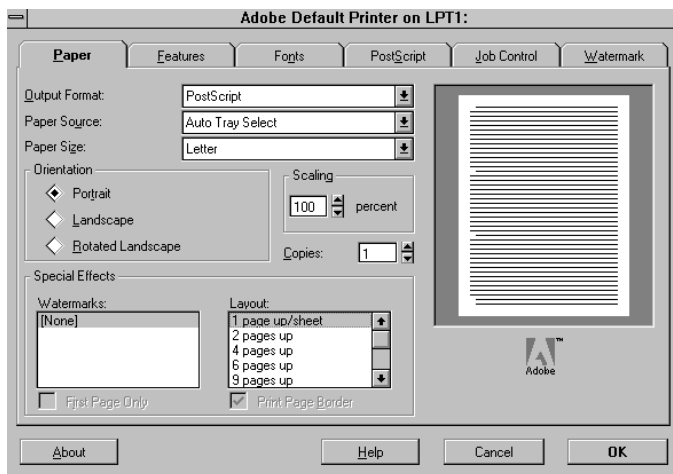 Adobe Default Printer on LPT1:
Paper Features Fonts PostScript Job Control Watermark
Output Format: PostScript
Paper Source: Auto Tray Select
Paper Size: Letter
Orientation
Portrait
Landscape
Rotated Landscape
Scaling
100 percent
Copies: 1
Special Effects
Watermarks:
[None]
First Page Only
Layout:
1 page up/sheet
2 pages up
4 pages up
6 pages up
9 pages up
Print Page Border
Adobe™
About Help Cancel OK